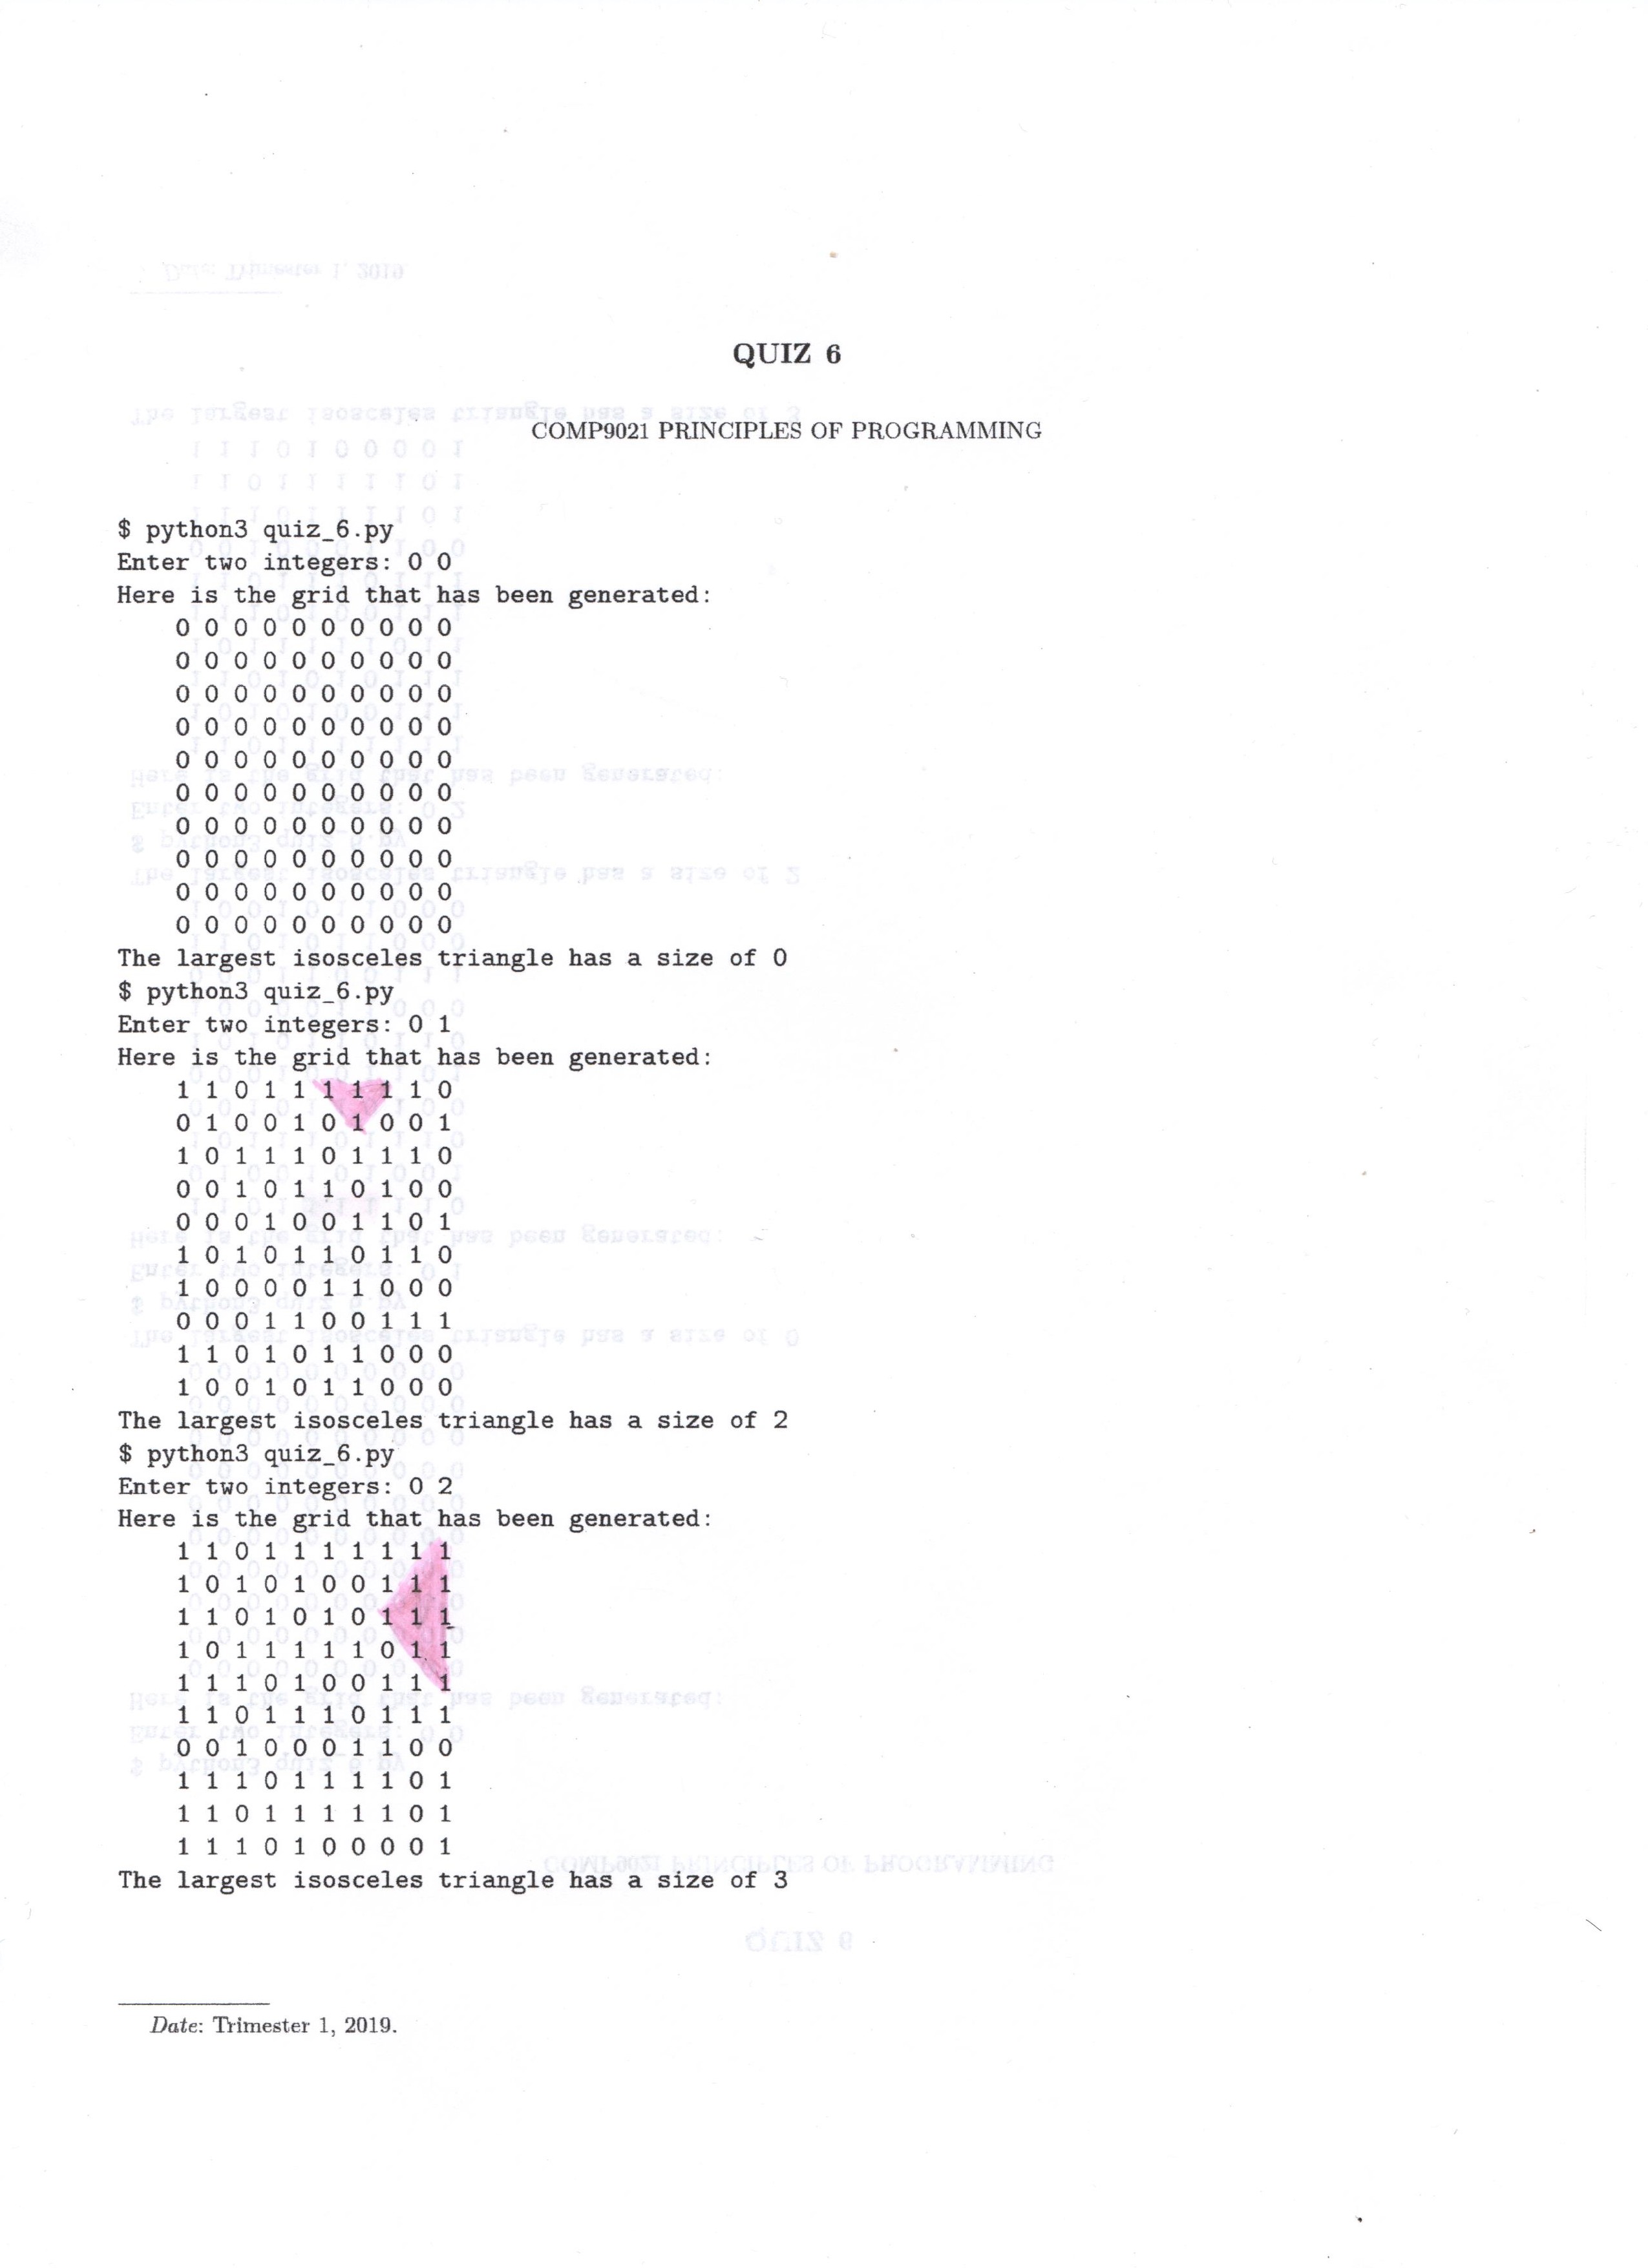 QUIZ 6
COMP9021 PRINCIPLES OF PROGRAMMING
$ python3 quiz_6.py
Enter two integers: 0 0
Here is the grid that has been generated:
0 0 0 0 0 0 0 0 0 0
0 0 0 0 0 0 0 0 0 0
0 0 0 0 0 0 0 0 0 0
0 0 0 0 0 0 0 0 0 0
0 0 0 0 0 0 0 0 0 0
0 0 0 0 0 0 0 0 0 0
0 0 0 0 0 0 0 0 0 0
0 0 0 0 0 0 0 0 0 0
0 0 0 0 0 0 0 0 0 0
0 0 0 0 0 0 0 0 0 0
The largest isosceles triangle has a size of 0
$ python3 quiz_6.py
Enter two integers: 0 1
Here is the grid that has been generated:
1 1 0 1 1 1 1 1 1 0
0 1 0 0 1 0 1 0 0 1
1 0 1 1 1 0 1 1 1 0
0 0 1 0 1 1 0 1 0 0
0 0 0 1 0 0 1 1 0 1
1 0 1 0 1 1 0 1 1 0
1 0 0 0 0 1 1 0 0 0
0 0 0 1 1 0 0 1 1 1
1 1 0 1 0 1 1 0 0 0
1 0 0 1 0 1 1 0 0 0
The largest isosceles triangle has a size of 2
$ python3 quiz_6.py
Enter two integers: 0 2
Here is the grid that has been generated:
1 1 0 1 1 1 1 1 1 1
1 0 1 0 1 0 0 1 1 1
1 1 0 1 0 1 0 1 1 1
1 0 1 1 1 1 1 0 1 1
1 1 1 0 1 0 0 1 1 1
1 1 0 1 1 1 0 1 1 1
0 0 1 0 0 0 1 1 0 0
1 1 1 0 1 1 1 1 0 1
1 1 0 1 1 1 1 1 0 1
1 1 1 0 1 0 0 0 0 1
The largest isosceles triangle has a size of 3
Date: Trimester 1, 2019.